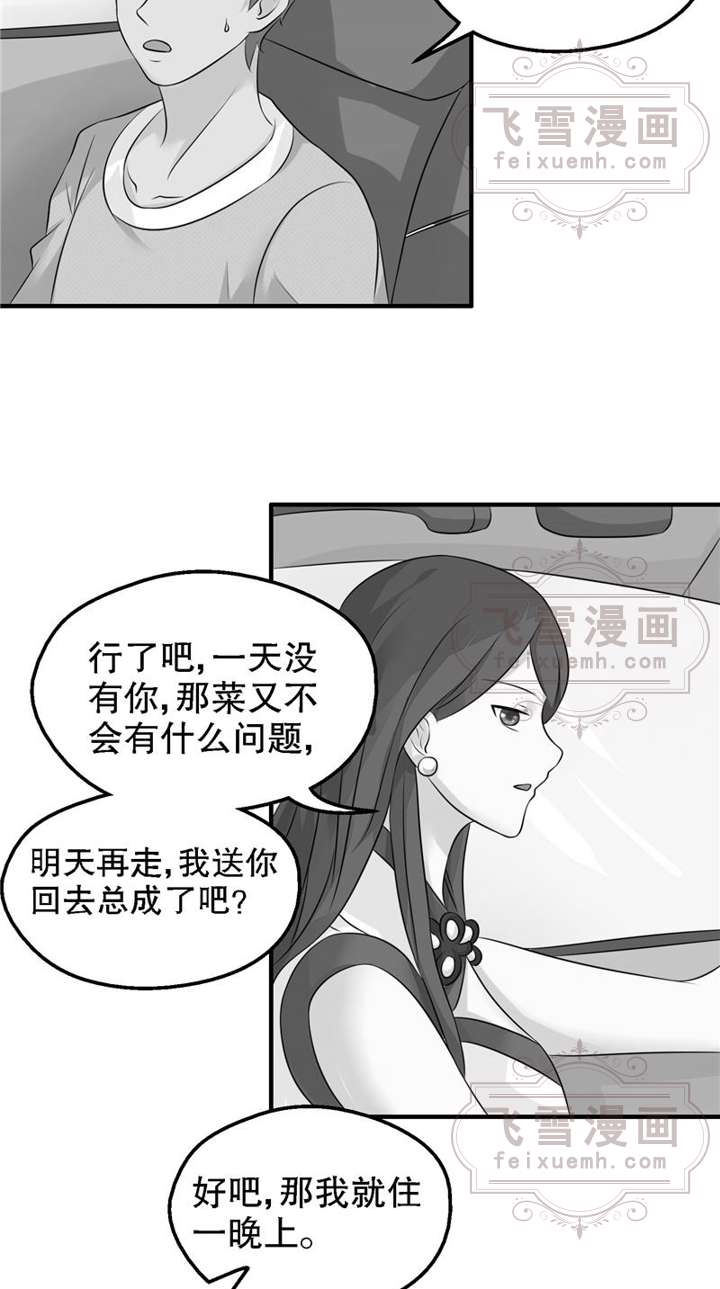 飞雪漫画
feixuemh.com
飞雪漫画
feixuemh.com
行了吧,一天没
有你,那菜又不
会有什么问题,
明天再走,我送你
回去总成了吧?
飞雪漫画
feixuemh.com
好吧,那我就住
一晚上。